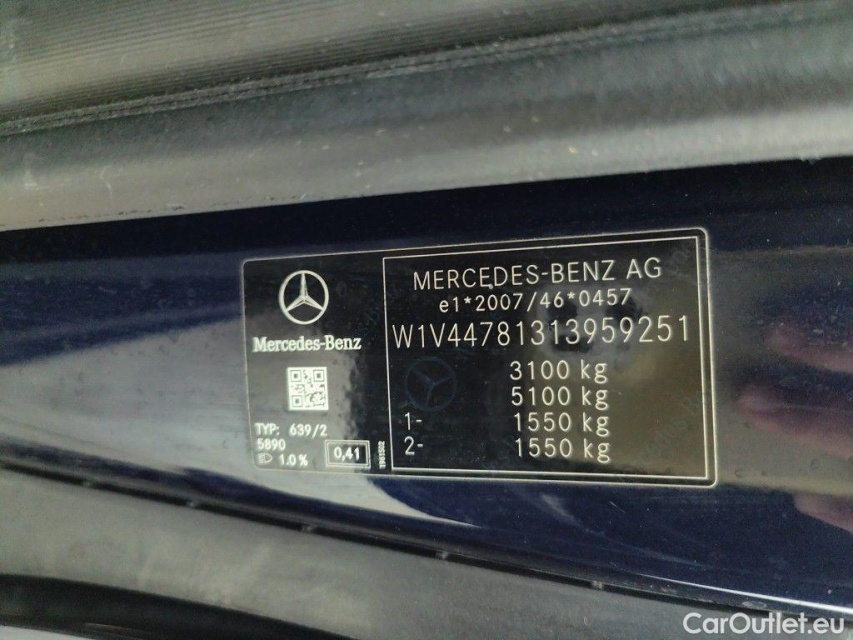 Mercedes-Benz
TYP: 639/2
5890
1.0 %
0,41
MERCEDES-BENZ AG
e1*2007/46*0457
W1V44781313959251
3100 kg
5100 kg
1- 1550 kg
2- 1550 kg
CarOutlet.eu